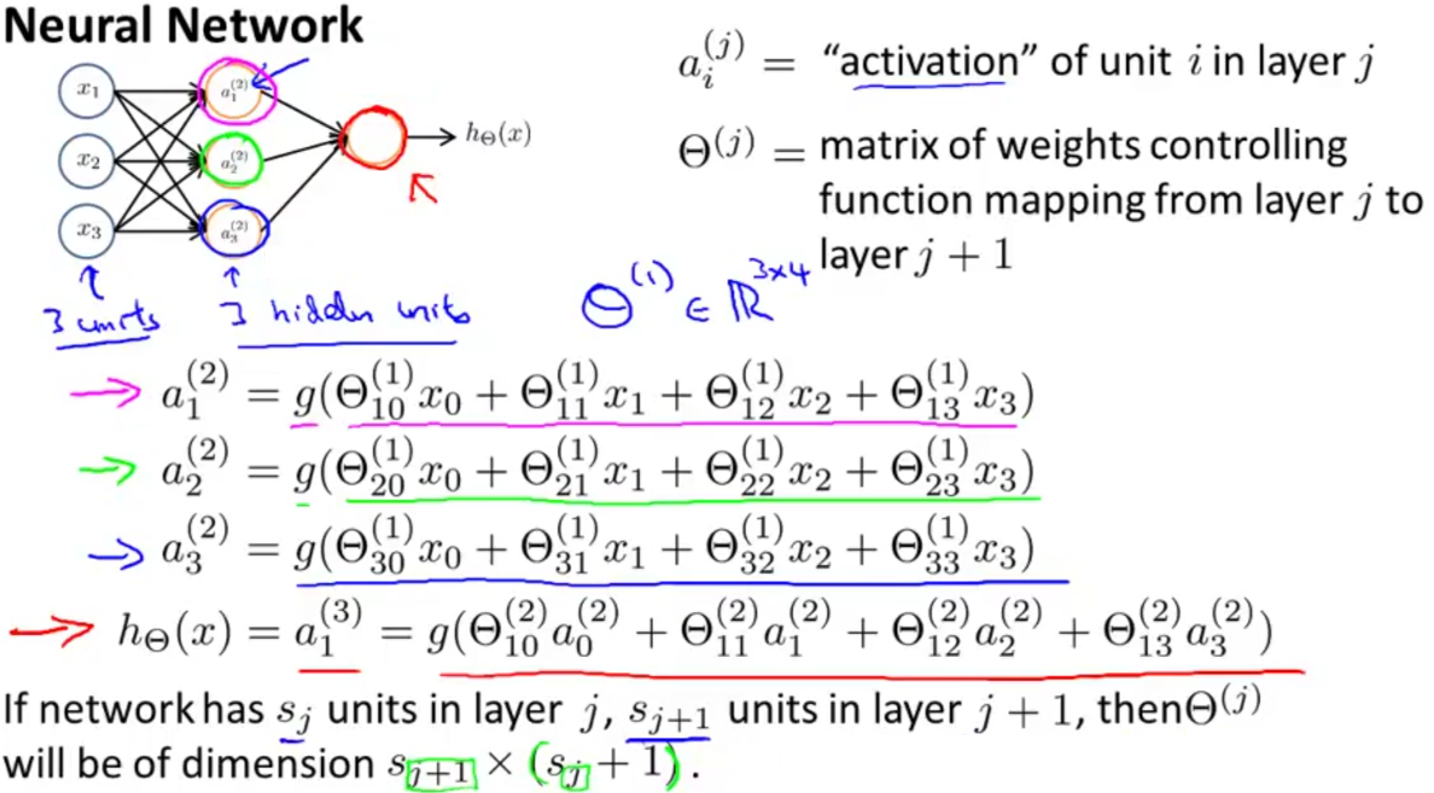 Neural Network
x₁ a₁⁽²⁾
x₂ a₂⁽²⁾ h_Θ(x)
x₃ a₃⁽²⁾
3 units 3 hidden units
aᵢ⁽ʲ⁾ = “activation” of unit i in layer j
Θ⁽ʲ⁾ = matrix of weights controlling
function mapping from layer j to
layer j + 1
Θ⁽¹⁾ ∈ ℝ³ˣ⁴
a₁⁽²⁾ = g(Θ₁₀⁽¹⁾x₀ + Θ₁₁⁽¹⁾x₁ + Θ₁₂⁽¹⁾x₂ + Θ₁₃⁽¹⁾x₃)
a₂⁽²⁾ = g(Θ₂₀⁽¹⁾x₀ + Θ₂₁⁽¹⁾x₁ + Θ₂₂⁽¹⁾x₂ + Θ₂₃⁽¹⁾x₃)
a₃⁽²⁾ = g(Θ₃₀⁽¹⁾x₀ + Θ₃₁⁽¹⁾x₁ + Θ₃₂⁽¹⁾x₂ + Θ₃₃⁽¹⁾x₃)
h_Θ(x) = a₁⁽³⁾ = g(Θ₁₀⁽²⁾a₀⁽²⁾ + Θ₁₁⁽²⁾a₁⁽²⁾ + Θ₁₂⁽²⁾a₂⁽²⁾ + Θ₁₃⁽²⁾a₃⁽²⁾)
If network has sⱼ units in layer j, sⱼ₊₁ units in layer j + 1, then Θ⁽ʲ⁾
will be of dimension sⱼ₊₁ × (sⱼ + 1).